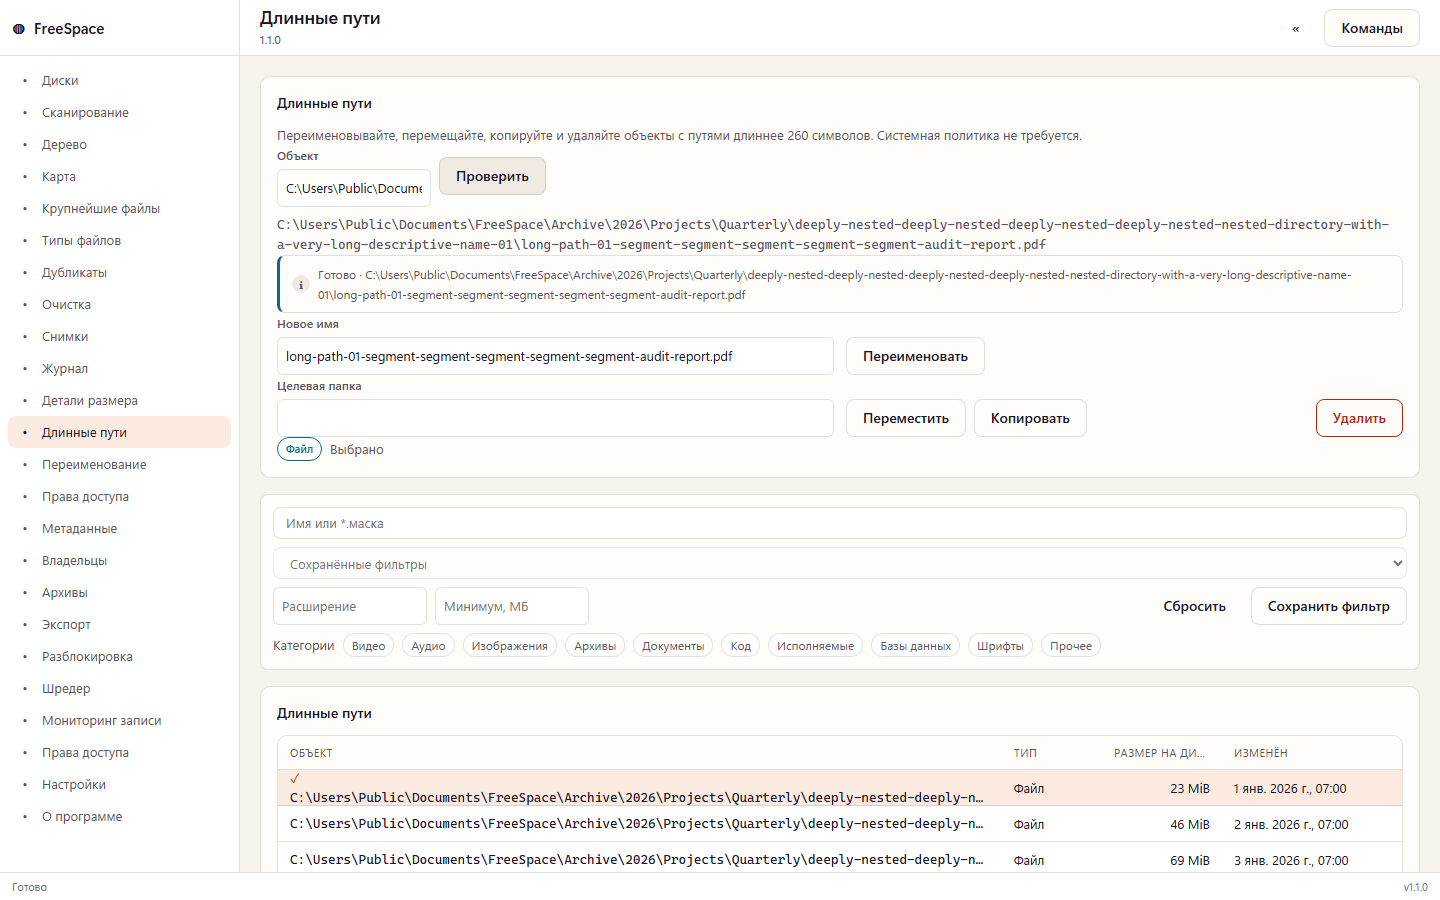 FreeSpace
Длинные пути
1.1.0
«
Команды
• Диски
• Сканирование
• Дерево
• Карта
• Крупнейшие файлы
• Типы файлов
• Дубликаты
• Очистка
• Снимки
• Журнал
• Детали размера
• Длинные пути
• Переименование
• Права доступа
• Метаданные
• Владельцы
• Архивы
• Экспорт
• Разблокировка
• Шредер
• Мониторинг записи
• Права доступа
• Настройки
• О программе
Длинные пути
Переименовывайте, перемещайте, копируйте и удаляйте объекты с путями длиннее 260 символов. Системная политика не требуется.
Объект
C:\Users\Public\Docume
Проверить
C:\Users\Public\Documents\FreeSpace\Archive\2026\Projects\Quarterly\deeply-nested-deeply-nested-deeply-nested-deeply-nested-nested-directory-with-
a-very-long-descriptive-name-01\long-path-01-segment-segment-segment-segment-segment-audit-report.pdf
i
Готово · C:\Users\Public\Documents\FreeSpace\Archive\2026\Projects\Quarterly\deeply-nested-deeply-nested-deeply-nested-deeply-nested-nested-directory-with-a-very-long-descriptive-name-
01\long-path-01-segment-segment-segment-segment-segment-audit-report.pdf
Новое имя
long-path-01-segment-segment-segment-segment-segment-audit-report.pdf
Переименовать
Целевая папка
Переместить
Копировать
Удалить
Файл Выбрано
Имя или *.маска
Сохранённые фильтры
Расширение
Минимум, МБ
Сбросить
Сохранить фильтр
Категории Видео Аудио Изображения Архивы Документы Код Исполняемые Базы данных Шрифты Прочее
Длинные пути
ОБЪЕКТ ТИП РАЗМЕР НА ДИ... ИЗМЕНЁН
✓
C:\Users\Public\Documents\FreeSpace\Archive\2026\Projects\Quarterly\deeply-nested-deeply-n… Файл 23 MiB 1 янв. 2026 г., 07:00
C:\Users\Public\Documents\FreeSpace\Archive\2026\Projects\Quarterly\deeply-nested-deeply-n… Файл 46 MiB 2 янв. 2026 г., 07:00
C:\Users\Public\Documents\FreeSpace\Archive\2026\Projects\Quarterly\deeply-nested-deeply-n… Файл 69 MiB 3 янв. 2026 г., 07:00
Готово
v1.1.0